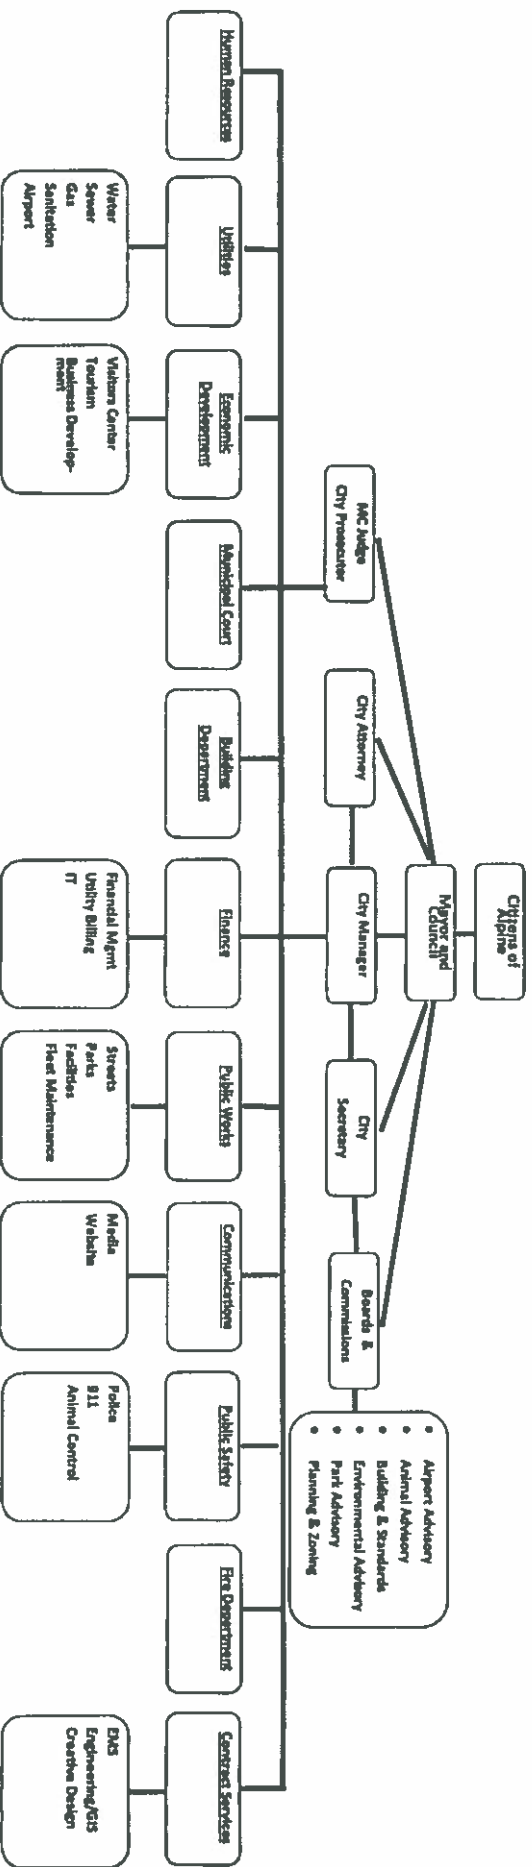 Citizens of
Alpine
Mayor and
Council
MC Judge
City Prosecutor
City Attorney
City Manager
City
Secretary
Boards &
Commissions
• Airport Advisory
• Animal Advisory
• Building & Standards
• Environmental Advisory
• Park Advisory
• Planning & Zoning
Human Resources
Utilities
Economic
Development
Municipal Court
Building
Department
Finance
Public Works
Communications
Public Safety
Fire Department
Contract Services
Water
Sewer
Gas
Sanitation
Airport
Visitors Center
Tourism
Business Develop-
ment
Financial Mgmt
Utility Billing
IT
Streets
Parks
Facilities
Fleet Maintenance
Media
Website
Police
911
Animal Control
EMS
Engineering/GIS
Creative Design